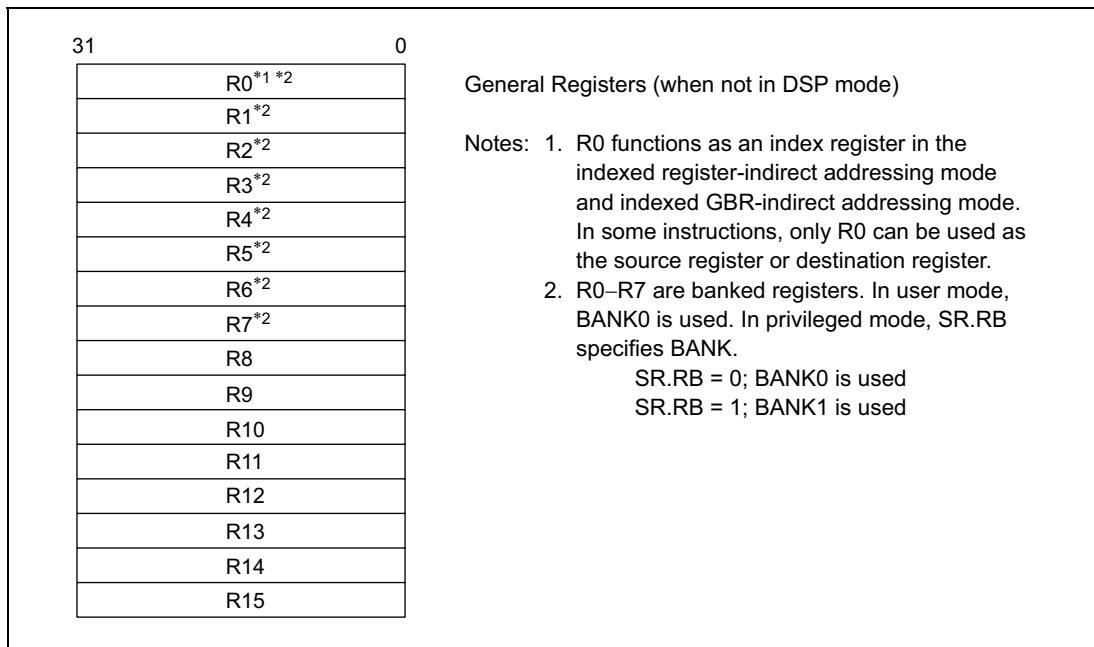 31 0
R0*1 *2
R1*2
R2*2
R3*2
R4*2
R5*2
R6*2
R7*2
R8
R9
R10
R11
R12
R13
R14
R15
General Registers (when not in DSP mode)
Notes: 1. R0 functions as an index register in the
indexed register-indirect addressing mode
and indexed GBR-indirect addressing mode.
In some instructions, only R0 can be used as
the source register or destination register.
2. R0–R7 are banked registers. In user mode,
BANK0 is used. In privileged mode, SR.RB
specifies BANK.
SR.RB = 0; BANK0 is used
SR.RB = 1; BANK1 is used